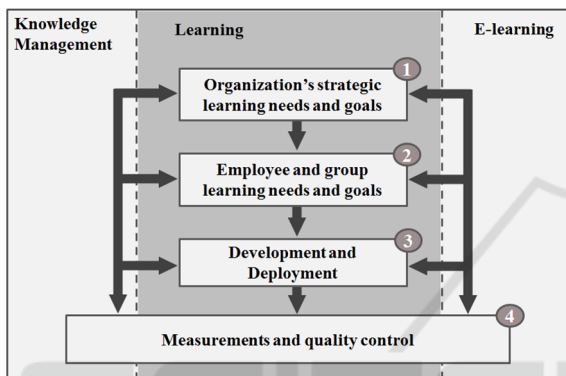 Knowledge
Management
Learning
E-learning
1
Organization's strategic
learning needs and goals
2
Employee and group
learning needs and goals
3
Development and
Deployment
4
Measurements and quality control